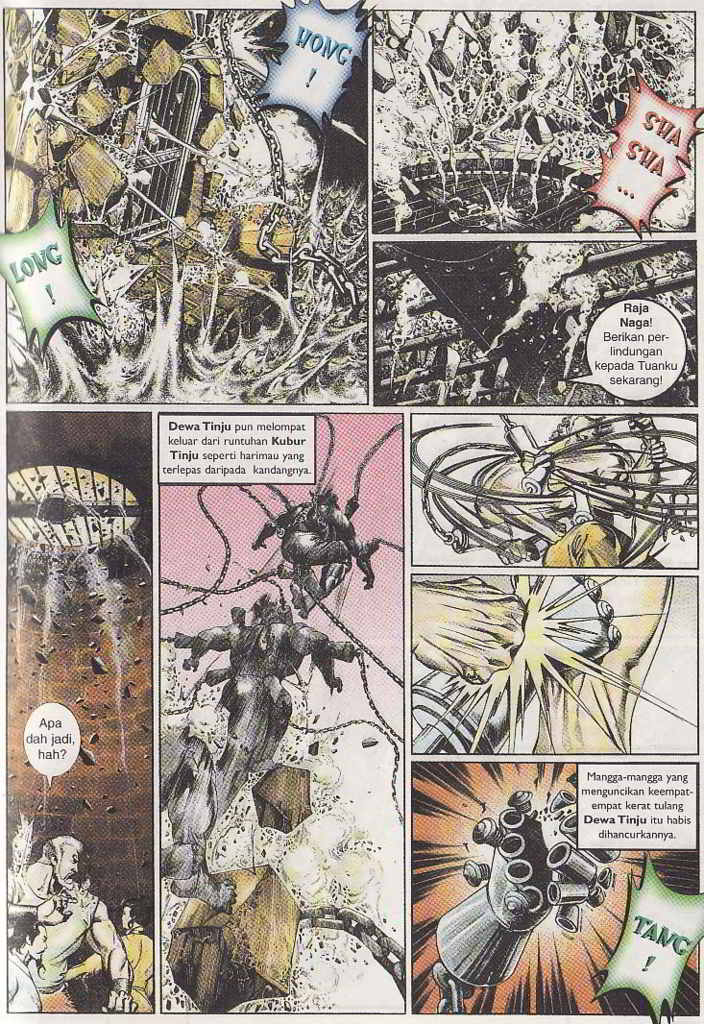 HONG
!
LONG
!
SHA
SHA
...
Raja
Naga!
Berikan per-
lindungan
kepada Tuanku
sekarang!
Apa
dah jadi,
hah?
Dewa Tinju pun melompat
keluar dari runtuhan Kubur
Tinju seperti harimau yang
terlepas daripada kandangnya.
Mangga-mangga yang
menguncikan keempat-
empat kerat tulang
Dewa Tinju itu habis
dihancurkannya.
TANG
!